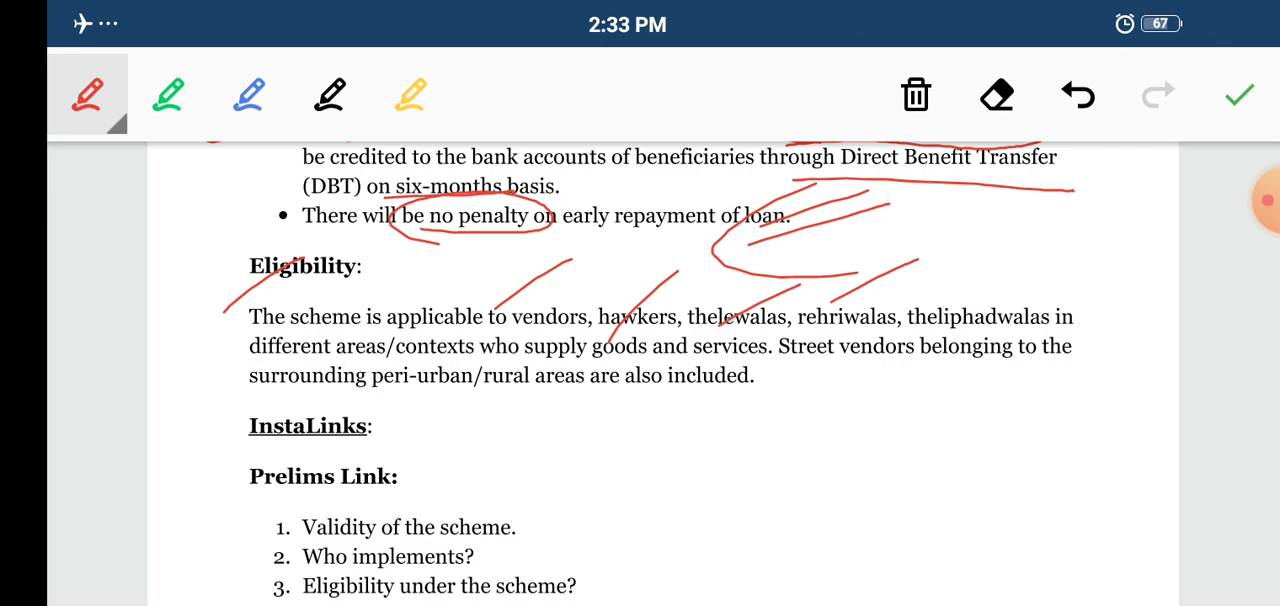 2:33 PM
67
be credited to the bank accounts of beneficiaries through Direct Benefit Transfer
(DBT) on six-months basis.
• There will be no penalty on early repayment of loan.
Eligibility:
The scheme is applicable to vendors, hawkers, thelewalas, rehriwalas, theliphadwalas in
different areas/contexts who supply goods and services. Street vendors belonging to the
surrounding peri-urban/rural areas are also included.
InstaLinks:
Prelims Link:
1. Validity of the scheme.
2. Who implements?
3. Eligibility under the scheme?